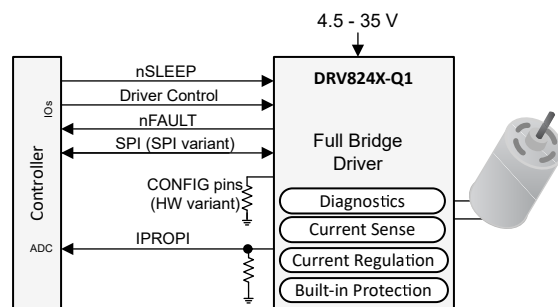 4.5 - 35 V
DRV824X-Q1
nSLEEP
Driver Control
nFAULT
SPI (SPI variant)
IOs
Controller
ADC
CONFIG pins
(HW variant)
IPROPI
Full Bridge
Driver
Diagnostics
Current Sense
Current Regulation
Built-in Protection